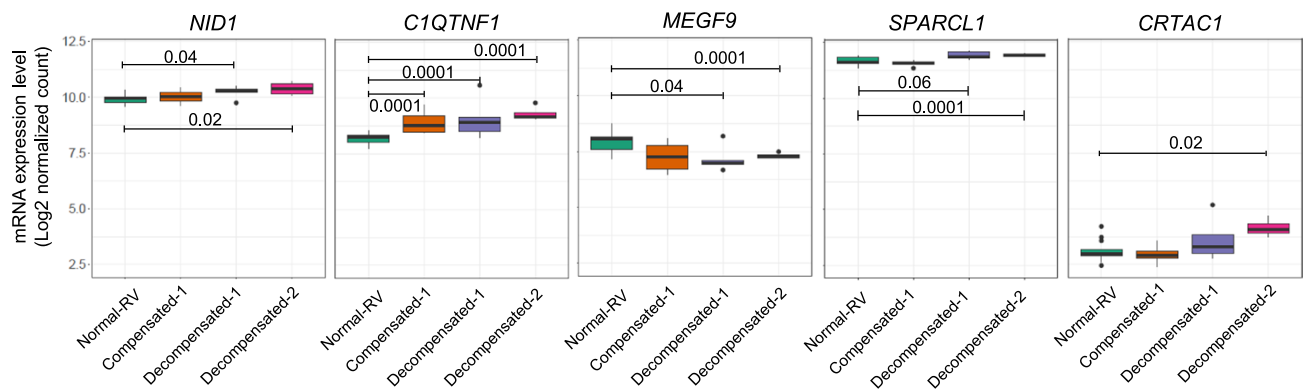 NID1
C1QTNF1
MEGF9
SPARCL1
CRTAC1
mRNA expression level
(Log2 normalized count)
12.5
10.0
7.5
5.0
2.5
0.04
0.02
0.0001
0.0001
0.0001
0.0001
0.04
0.06
0.0001
0.02
Normal-RV
Compensated-1
Decompensated-1
Decompensated-2
Normal-RV
Compensated-1
Decompensated-1
Decompensated-2
Normal-RV
Compensated-1
Decompensated-1
Decompensated-2
Normal-RV
Compensated-1
Decompensated-1
Decompensated-2
Normal-RV
Compensated-1
Decompensated-1
Decompensated-2